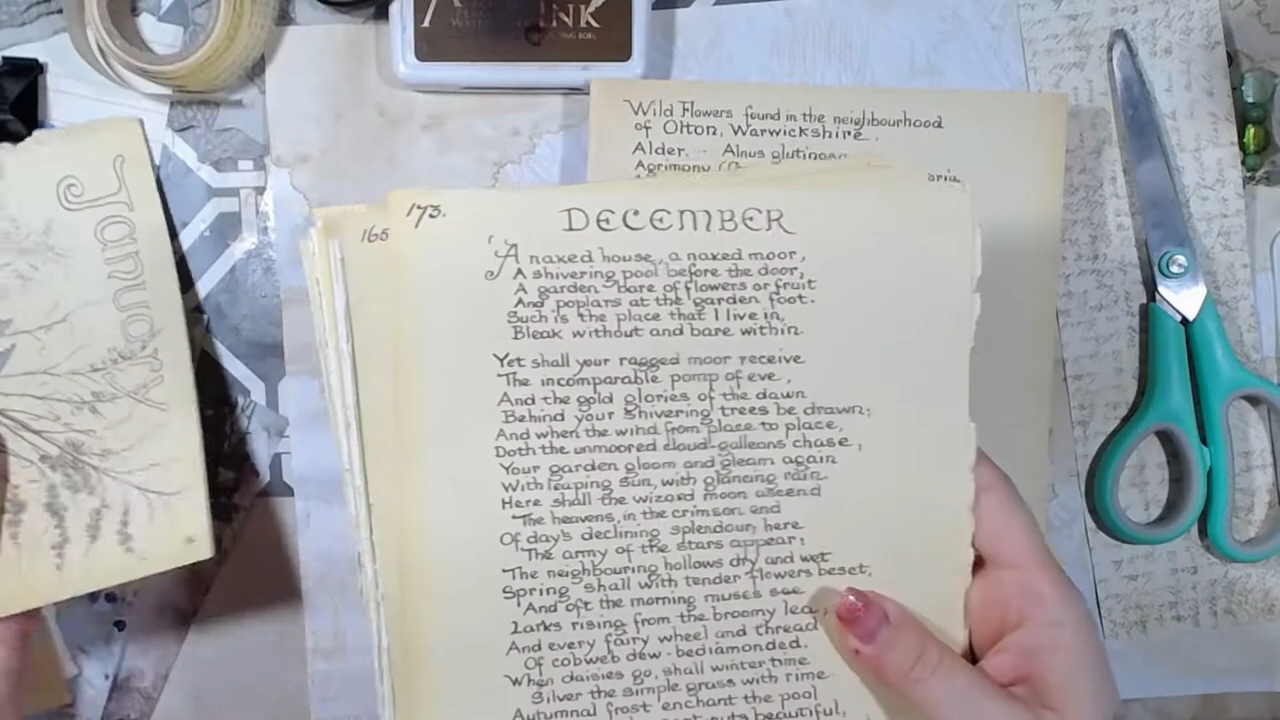 INK
January
Wild Flowers found in the neighbourhood
of Olton, Warwickshire.
Alder. Alnus glutinosa
Agrimony
165
173.
DECEMBER
'A naked house, a naked moor,
A shivering pool before the door,
A garden bare of flowers or fruit
And poplars at the garden foot.
Such is the place that I live in,
Bleak without and bare within.
Yet shall your ragged moor receive
The incomparable pomp of eve,
And the gold glories of the dawn
Behind your shivering trees be drawn;
And when the wind from place to place,
Doth the unmoored cloud-galleons chase,
Your garden gloom and gleam again
With leaping sun, with glancing rain
Here shall the wizard moon ascend
The heavens, in the crimson end
Of day's declining splendour; here
The army of the stars appear:
The neighbouring hollows dry and wet
Spring shall with tender flowers beset,
And oft the morning muses see
Larks rising from the broomy lea,
And every fairy wheel and thread
Of cobweb dew-bediamonded.
When daisies go, shall winter time
Silver the simple grass with rime
Autumnal frost enchant the pool
beautiful,